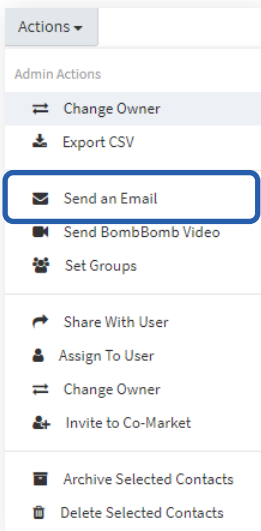 Actions
Admin Actions
Change Owner
Export CSV
Send an Email
Send BombBomb Video
Set Groups
Share With User
Assign To User
Change Owner
Invite to Co-Market
Archive Selected Contacts
Delete Selected Contacts